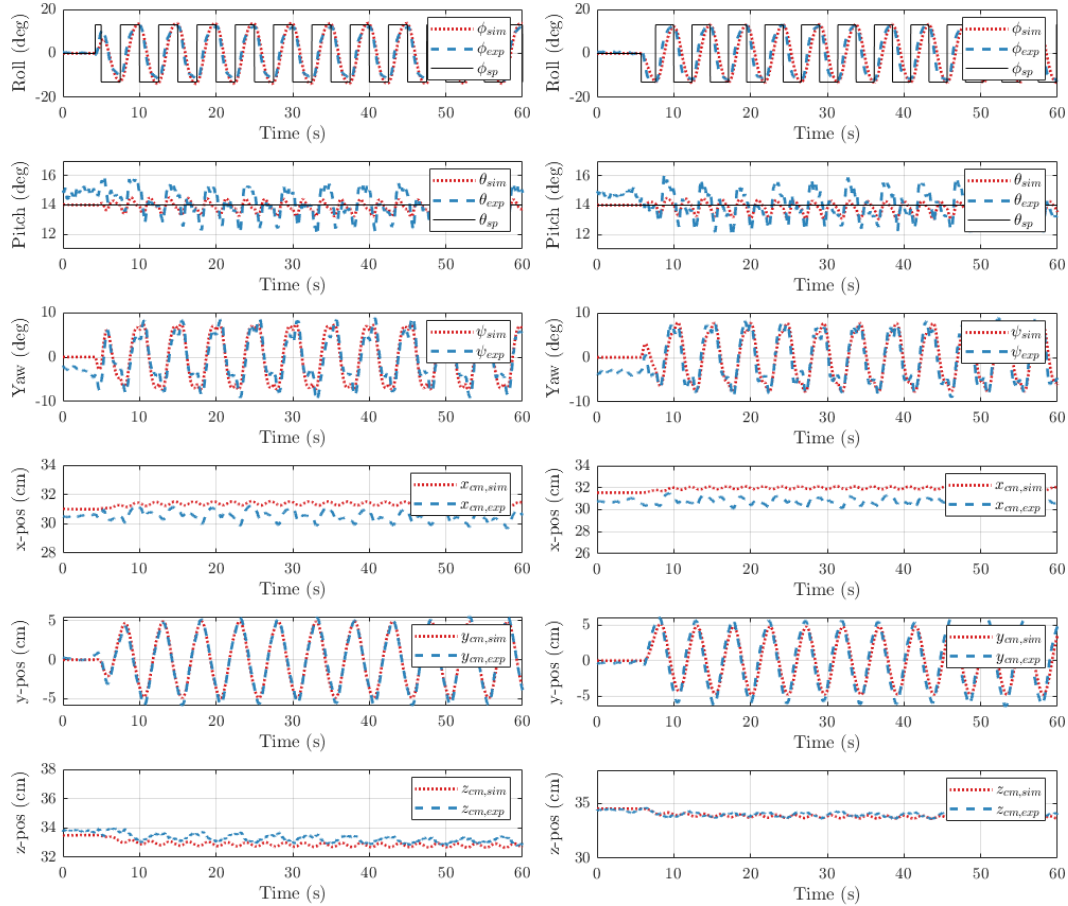 Roll (deg)
20
0
-20
0 10 20 30 40 50 60
Time (s)
ϕsim
ϕexp
ϕsp
Roll (deg)
20
0
-20
0 10 20 30 40 50 60
Time (s)
ϕsim
ϕexp
ϕsp
Pitch (deg)
16
14
12
0 10 20 30 40 50 60
Time (s)
θsim
θexp
θsp
Pitch (deg)
16
14
12
0 10 20 30 40 50 60
Time (s)
θsim
θexp
θsp
Yaw (deg)
10
0
-10
0 10 20 30 40 50 60
Time (s)
ψsim
ψexp
Yaw (deg)
10
0
-10
0 10 20 30 40 50 60
Time (s)
ψsim
ψexp
x-pos (cm)
34
32
30
28
0 10 20 30 40 50 60
Time (s)
xcm,sim
xcm,exp
x-pos (cm)
34
32
30
28
26
0 10 20 30 40 50 60
Time (s)
xcm,sim
xcm,exp
y-pos (cm)
5
0
-5
0 10 20 30 40 50 60
Time (s)
ycm,sim
ycm,exp
y-pos (cm)
5
0
-5
0 10 20 30 40 50 60
Time (s)
ycm,sim
ycm,exp
z-pos (cm)
38
36
34
32
0 10 20 30 40 50 60
Time (s)
zcm,sim
zcm,exp
z-pos (cm)
35
30
0 10 20 30 40 50 60
Time (s)
zcm,sim
zcm,exp